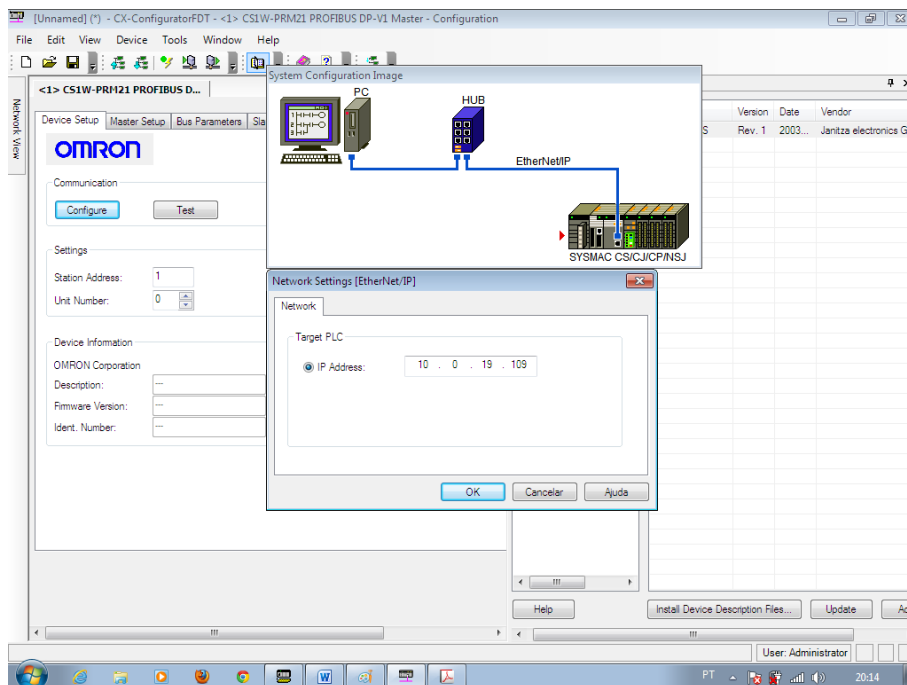 [Unnamed] (*) - CX-ConfiguratorFDT - <1> CS1W-PRM21 PROFIBUS DP-V1 Master - Configuration
File Edit View Device Tools Window Help
System Configuration Image
<1> CS1W-PRM21 PROFIBUS D...
Network View
Device Setup Master Setup Bus Parameters Sla
OMRON
PC
HUB
EtherNet/IP
SYSMAC CS/CJ/CP/NSJ
Version Date Vendor
S Rev. 1 2003... Janitza electronics G
Communication
Configure Test
Settings
Station Address: 1
Unit Number: 0
Device Information
OMRON Corporation
Description: ---
Firmware Version: ---
Ident. Number: ---
Network Settings [EtherNet/IP]
Network
Target PLC
IP Address: 10 . 0 . 19 . 109
OK Cancelar Ajuda
Help Install Device Description Files... Update
User: Administrator
PT 20:14